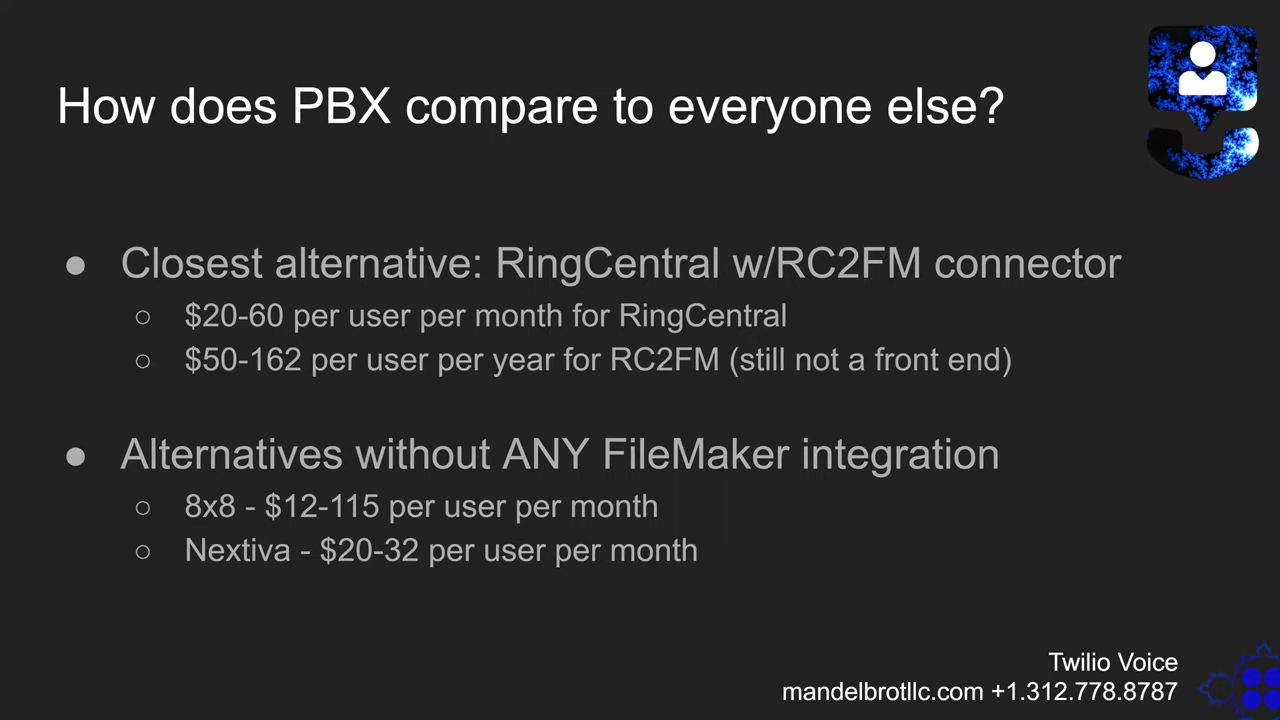 How does PBX compare to everyone else?
● Closest alternative: RingCentral w/RC2FM connector
○ $20-60 per user per month for RingCentral
○ $50-162 per user per year for RC2FM (still not a front end)
● Alternatives without ANY FileMaker integration
○ 8x8 - $12-115 per user per month
○ Nextiva - $20-32 per user per month
Twilio Voice
mandelbrotllc.com +1.312.778.8787